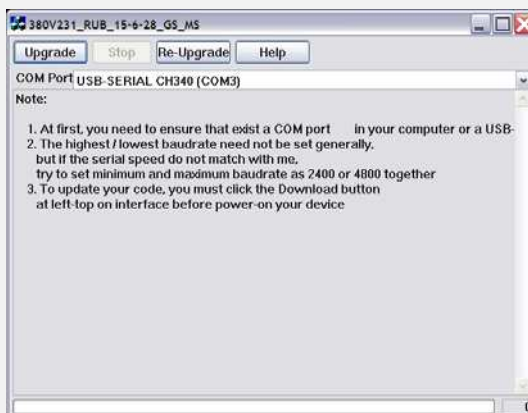 380V231_RUB_15-6-28_GS_MS
Upgrade Stop Re-Upgrade Help
COM Port USB-SERIAL CH340 (COM3)
Note:
1. At first, you need to ensure that exist a COM port in your computer or a USB-
2. The highest / lowest baudrate need not be set generally,
but if the serial speed do not match with me,
try to set minimum and maximum baudrate as 2400 or 4800 together
3. To update your code, you must click the Download button
at left-top on interface before power-on your device